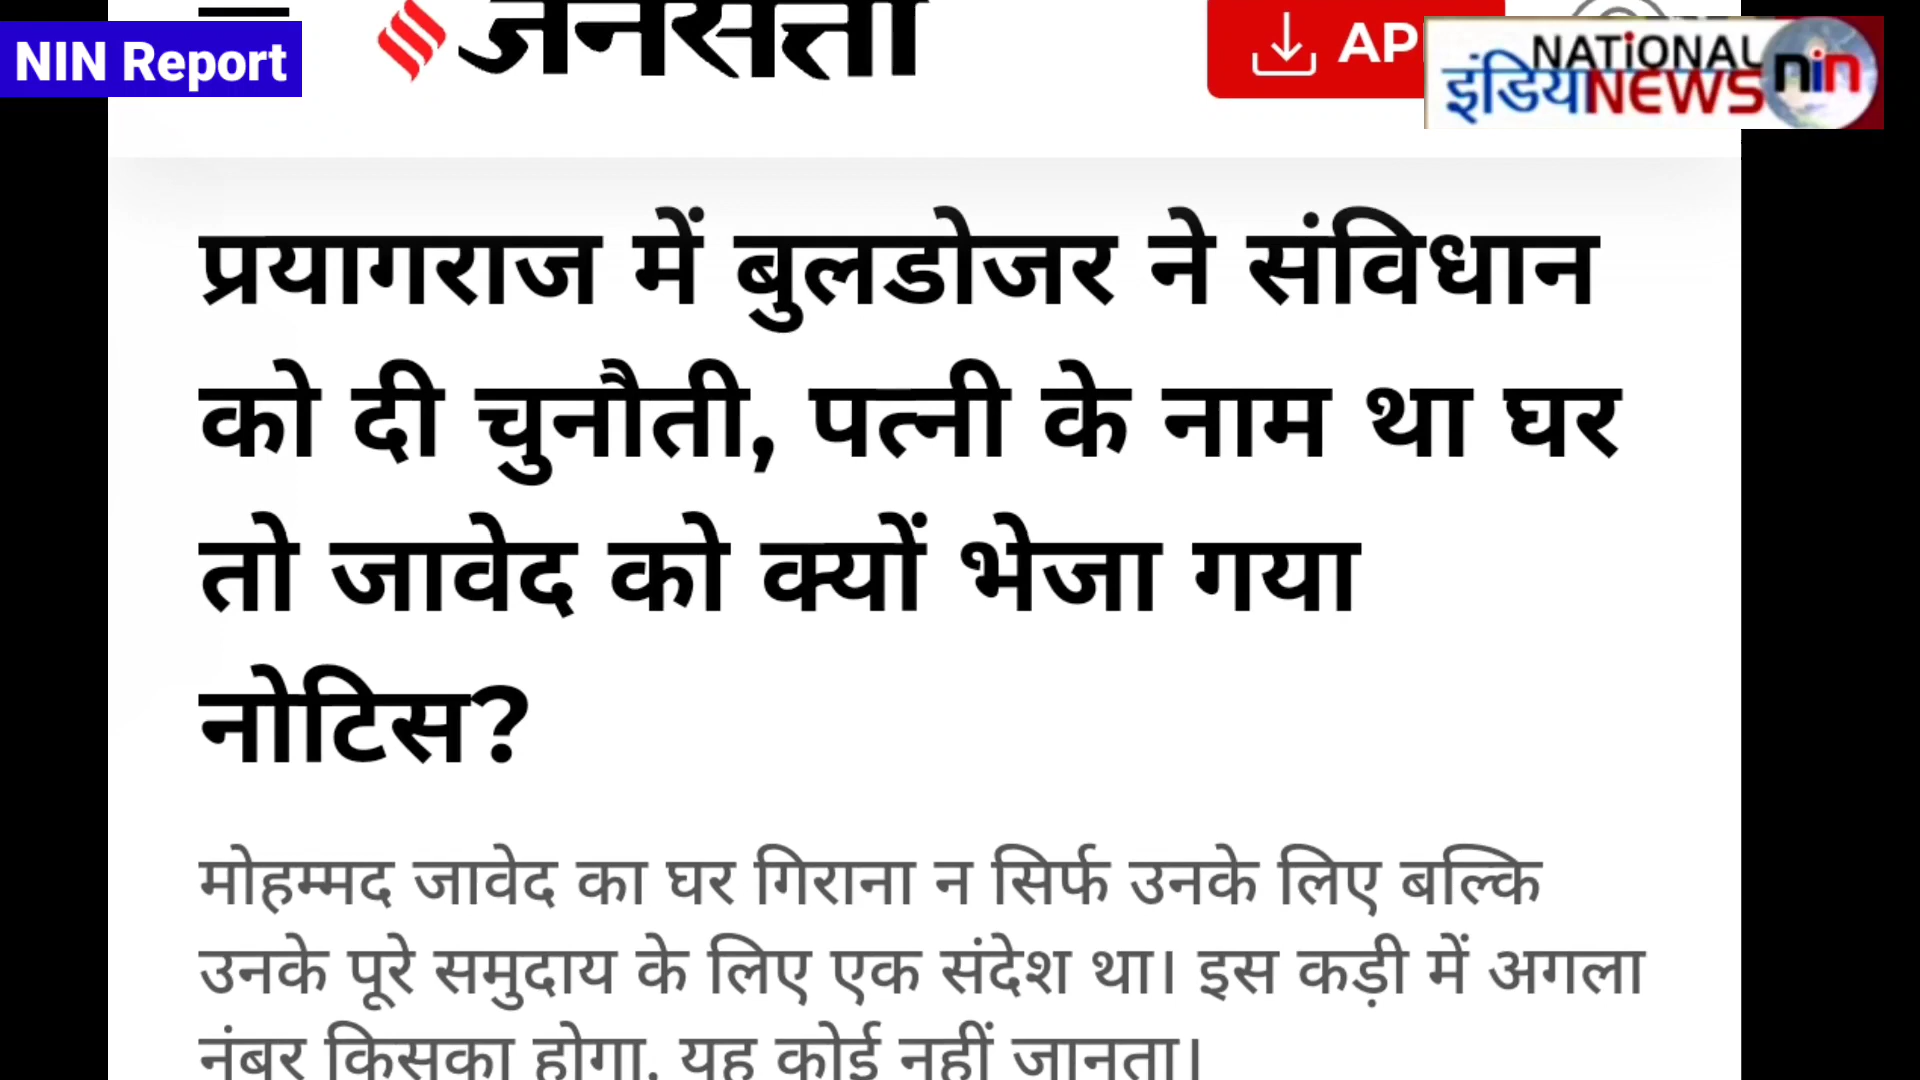 NIN Report
जनसत्ता
AP
NATiONAL
इंडिया NEWS nin
प्रयागराज में बुलडोजर ने संविधान
को दी चुनौती, पत्नी के नाम था घर
तो जावेद को क्यों भेजा गया
नोटिस?
मोहम्मद जावेद का घर गिराना न सिर्फ उनके लिए बल्कि
उनके पूरे समुदाय के लिए एक संदेश था। इस कड़ी में अगला
नंबर किसका होगा, यह कोई नहीं जानता।